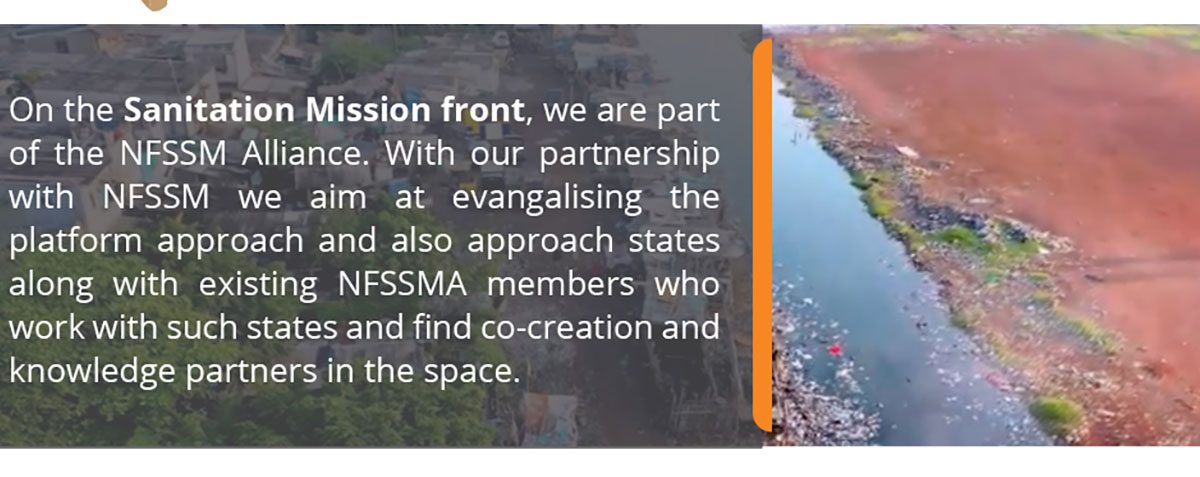 On the Sanitation Mission front, we are part
of the NFSSM Alliance. With our partnership
with NFSSM we aim at evangalising the
platform approach and also approach states
along with existing NFSSMA members who
work with such states and find co-creation and
knowledge partners in the space.